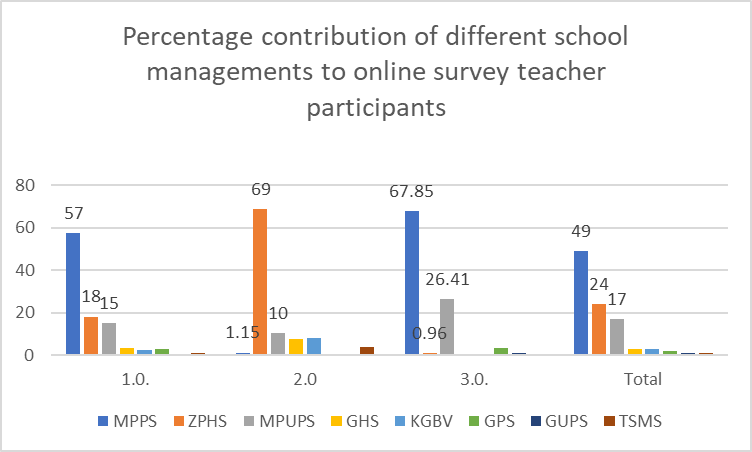 Percentage contribution of different school
managements to online survey teacher
participants
80
60
40
20
0
57
18
15
1.15
69
10
67.85
0.96
26.41
49
24
17
1.0.
2.0
3.0.
Total
MPPS
ZPHS
MPUPS
GHS
KGBV
GPS
GUPS
TSMS